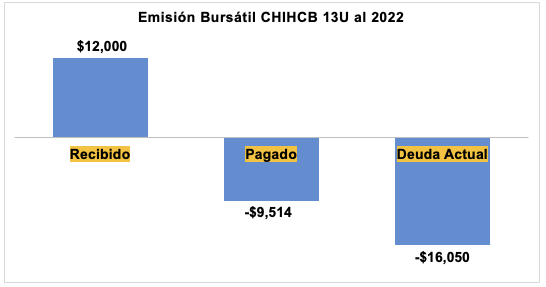 Emisión Bursátil CHIHCB 13U al 2022
$12,000
Recibido
Pagado
Deuda Actual
-$9,514
-$16,050